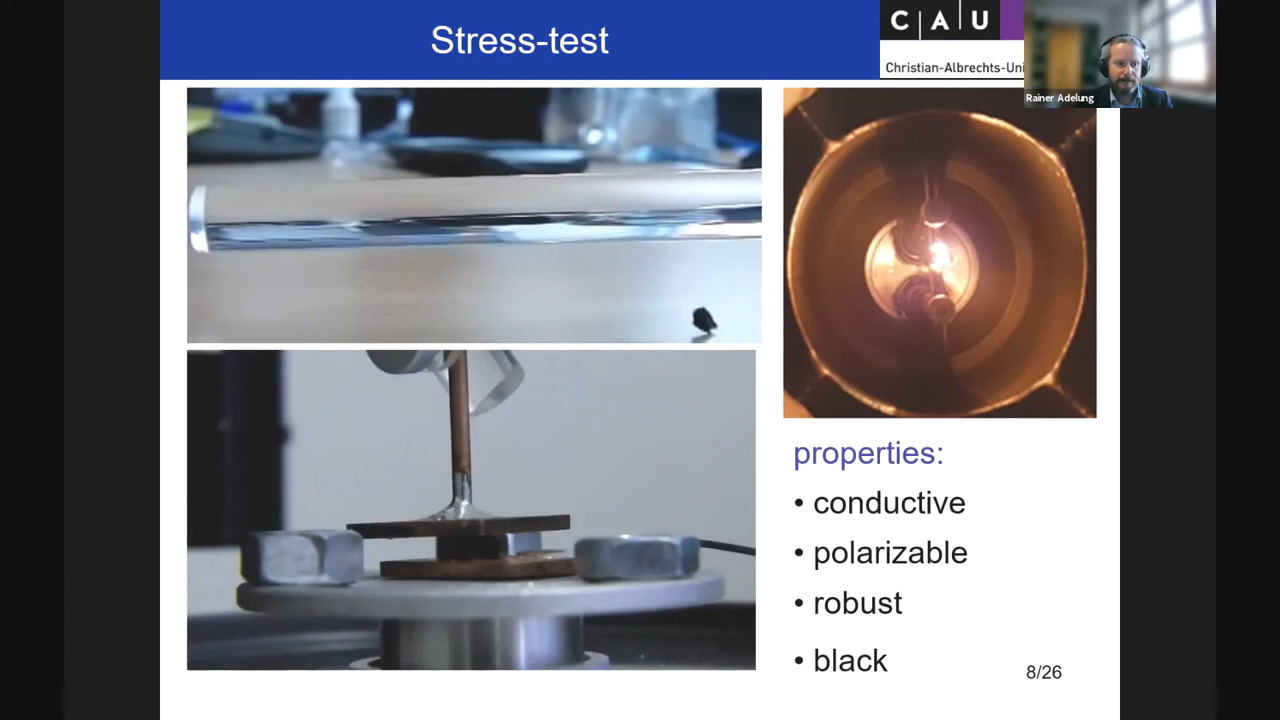 Stress-test
C A U
Christian-Albrechts-Uni
Rainer Adelung
properties:
• conductive
• polarizable
• robust
• black
8/26